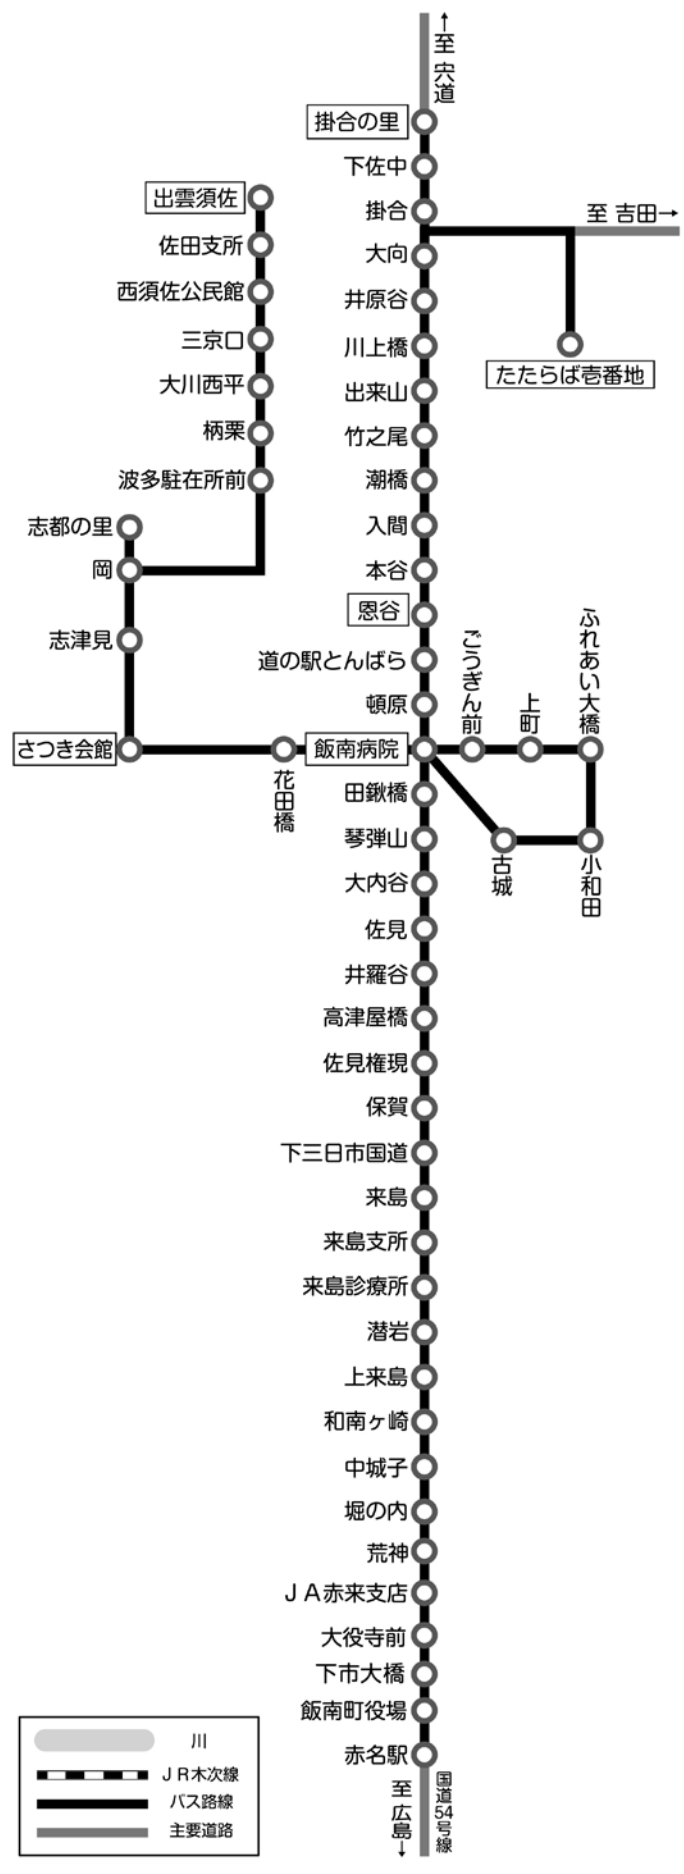 ↑至 宍道
掛合の里
下佐中
掛合
至 吉田→
大向
井原谷
川上橋
たたらば壱番地
出来山
竹之尾
潮橋
入間
本谷
恩谷
道の駅とんばら
頓原
出雲須佐
佐田支所
西須佐公民館
三京口
大川西平
柄栗
波多駐在所前
志都の里
岡
志津見
さつき会館
花田橋
飯南病院
ごうぎん前
上町
ふれあい大橋
小和田
古城
田鍬橋
琴弾山
大内谷
佐見
井羅谷
高津屋橋
佐見権現
保賀
下三日市国道
来島
来島支所
来島診療所
潜岩
上来島
和南ヶ崎
中城子
堀の内
荒神
ＪＡ赤来支店
大役寺前
下市大橋
飯南町役場
赤名駅
至 広島↓
国道54号線
川
ＪＲ木次線
バス路線
主要道路